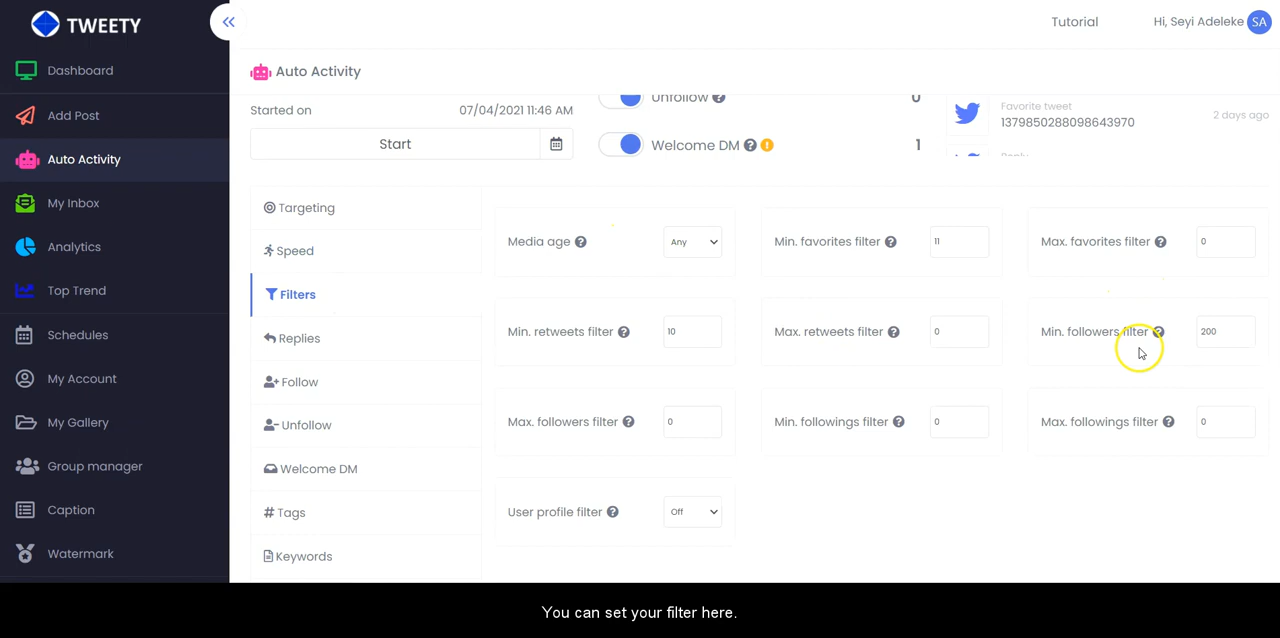 TWEETY
Dashboard
Add Post
Auto Activity
My Inbox
Analytics
Top Trend
Schedules
My Account
My Gallery
Group manager
Caption
Watermark
Tutorial
Hi, Seyi Adeleke SA
Auto Activity
Started on 07/04/2021 11:46 AM
Start
Unfollow 0
Welcome DM 1
Favorite tweet
1379850288098643970
2 days ago
Reply
Targeting
Speed
Filters
Replies
Follow
Unfollow
Welcome DM
Tags
Keywords
Media age Any
Min. favorites filter 11
Max. favorites filter 0
Min. retweets filter 10
Max. retweets filter 0
Min. followers filter 200
Max. followers filter 0
Min. followings filter 0
Max. followings filter 0
User profile filter Off
You can set your filter here.